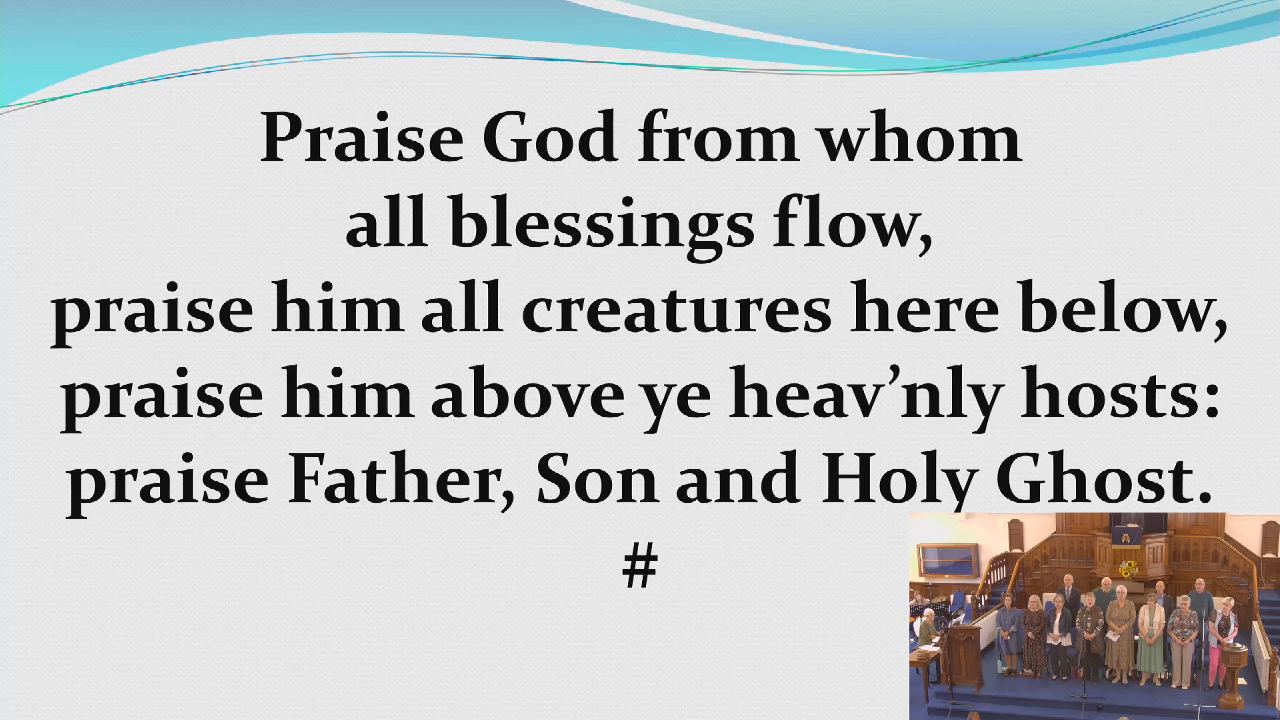 Praise God from whom
all blessings flow,
praise him all creatures here below,
praise him above ye heav’nly hosts:
praise Father, Son and Holy Ghost.
#